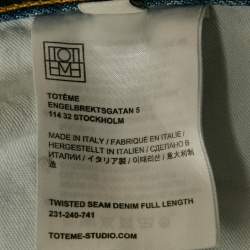 TOT
EME
TOTÊME
ENGELBREKTSGATAN 5
114 32 STOCKHOLM
MADE IN ITALY / FABRIQUE EN ITALIE /
HERGESTELLT IN ITALIEN / СДЕЛАНО В
ИТАЛИИ / イタリア製 / 이태리산 / 意大利制
造
TWISTED SEAM DENIM FULL LENGTH
231-240-741
TOTEME-STUDIO.COM